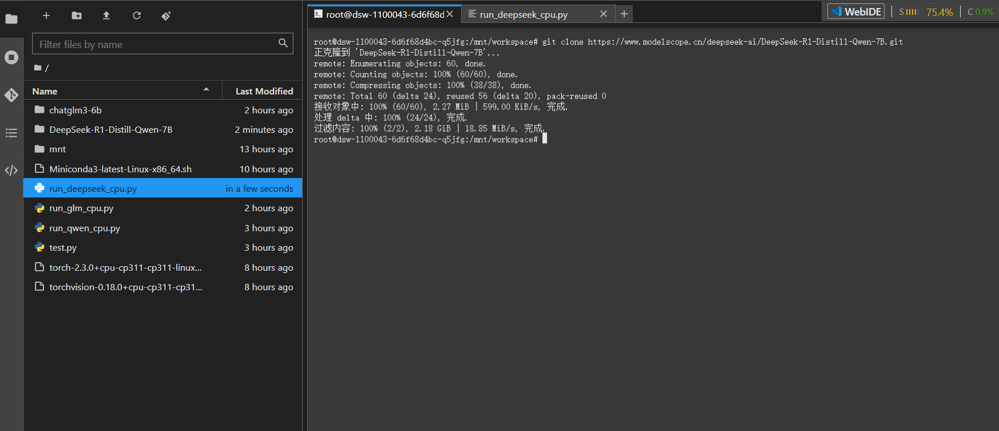 root@dsw-1100043-6d6f68d
run_deepseek_cpu.py
WebIDE
S 75.4%
C 0.9%
Filter files by name
/
Name Last Modified
chatglm3-6b 2 hours ago
DeepSeek-R1-Distill-Qwen-7B 2 minutes ago
mnt 13 hours ago
Miniconda3-latest-Linux-x86_64.sh 10 hours ago
run_deepseek_cpu.py in a few seconds
run_glm_cpu.py 2 hours ago
run_qwen_cpu.py 3 hours ago
test.py 3 hours ago
torch-2.3.0+cpu-cp311-cp311-linux... 8 hours ago
torchvision-0.18.0+cpu-cp311-cp31... 8 hours ago
root@dsw-1100043-6d6f68d4bc-q5jfg:/mnt/workspace# git clone https://www.modelscope.cn/deepseek-ai/DeepSeek-R1-Distill-Qwen-7B.git
正克隆到 'DeepSeek-R1-Distill-Qwen-7B'...
remote: Enumerating objects: 60, done.
remote: Counting objects: 100% (60/60), done.
remote: Compressing objects: 100% (38/38), done.
remote: Total 60 (delta 24), reused 56 (delta 20), pack-reused 0
接收对象中: 100% (60/60), 2.27 MiB | 599.00 KiB/s, 完成.
处理 delta 中: 100% (24/24), 完成.
过滤内容: 100% (2/2), 2.18 GiB | 18.85 MiB/s, 完成.
root@dsw-1100043-6d6f68d4bc-q5jfg:/mnt/workspace#